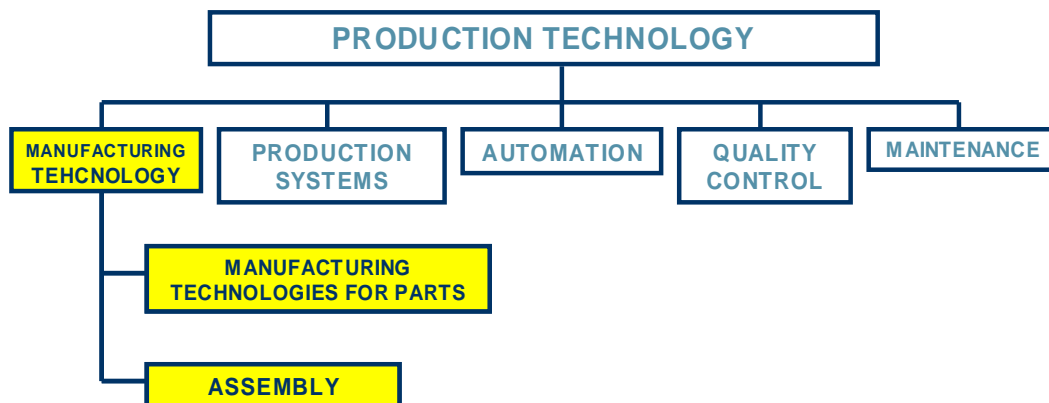 PRODUCTION TECHNOLOGY
MANUFACTURING
TEHCNOLOGY
PRODUCTION
SYSTEMS
AUTOMATION
QUALITY
CONTROL
MAINTENANCE
MANUFACTURING
TECHNOLOGIES FOR PARTS
ASSEMBLY